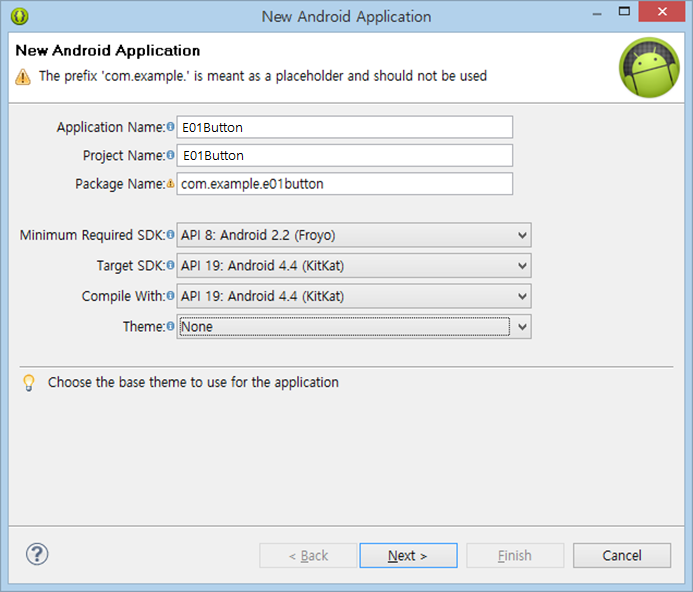 New Android Application
New Android Application
The prefix 'com.example.' is meant as a placeholder and should not be used
Application Name: E01Button
Project Name: E01Button
Package Name: com.example.e01button
Minimum Required SDK: API 8: Android 2.2 (Froyo)
Target SDK: API 19: Android 4.4 (KitKat)
Compile With: API 19: Android 4.4 (KitKat)
Theme: None
Choose the base theme to use for the application
? < Back Next > Finish Cancel